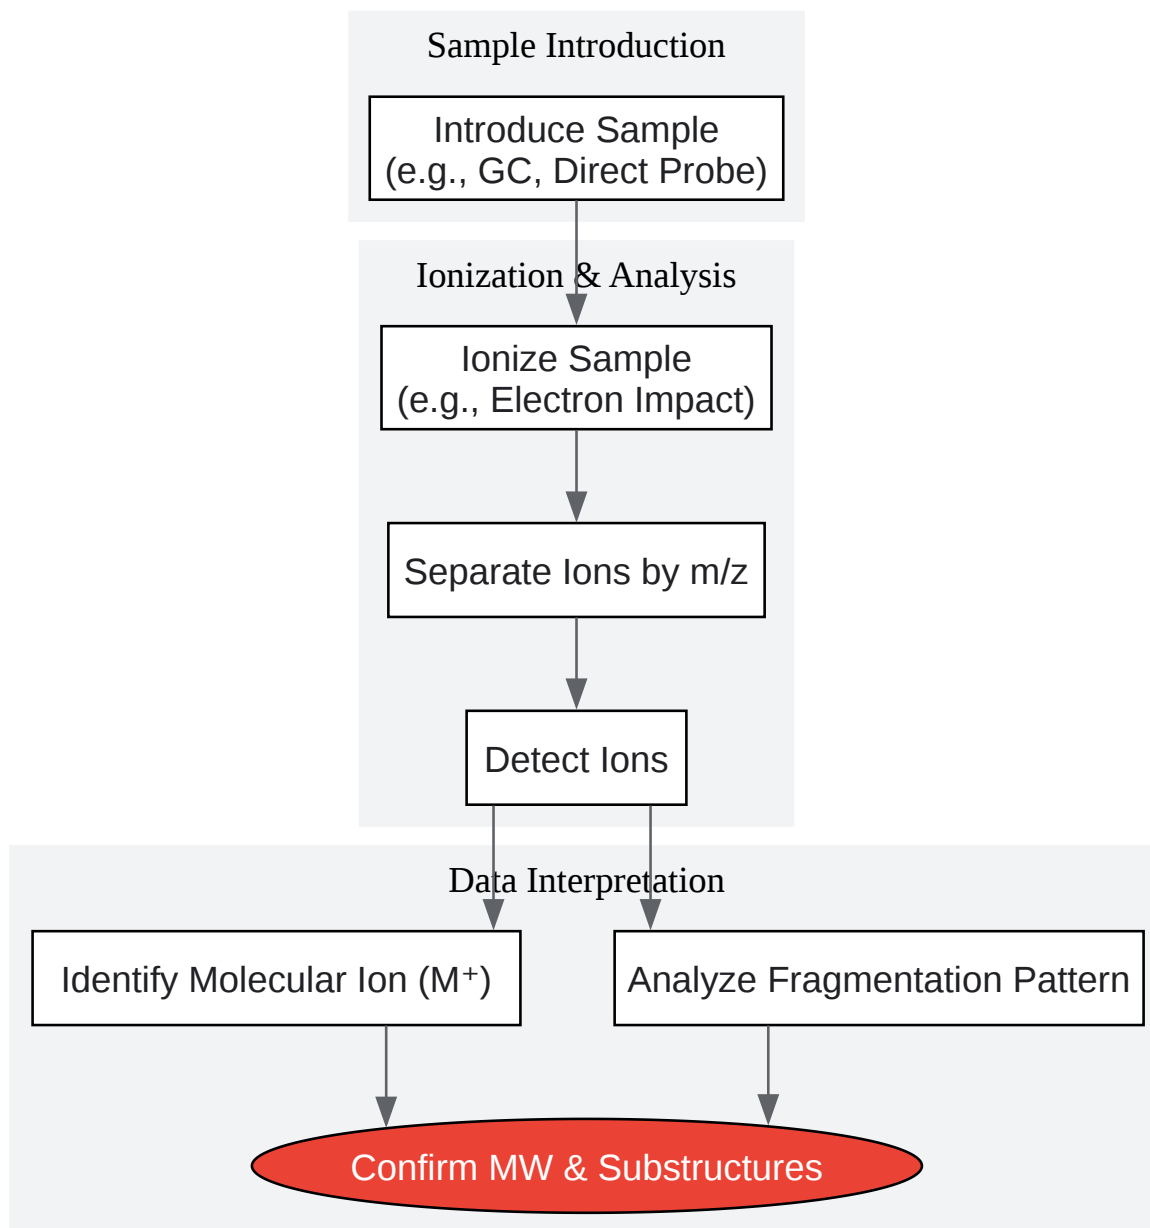 Sample Introduction
Introduce Sample
(e.g., GC, Direct Probe)
Ionization & Analysis
Ionize Sample
(e.g., Electron Impact)
Separate Ions by m/z
Detect Ions
Data Interpretation
Identify Molecular Ion (M⁺)
Analyze Fragmentation Pattern
Confirm MW & Substructures